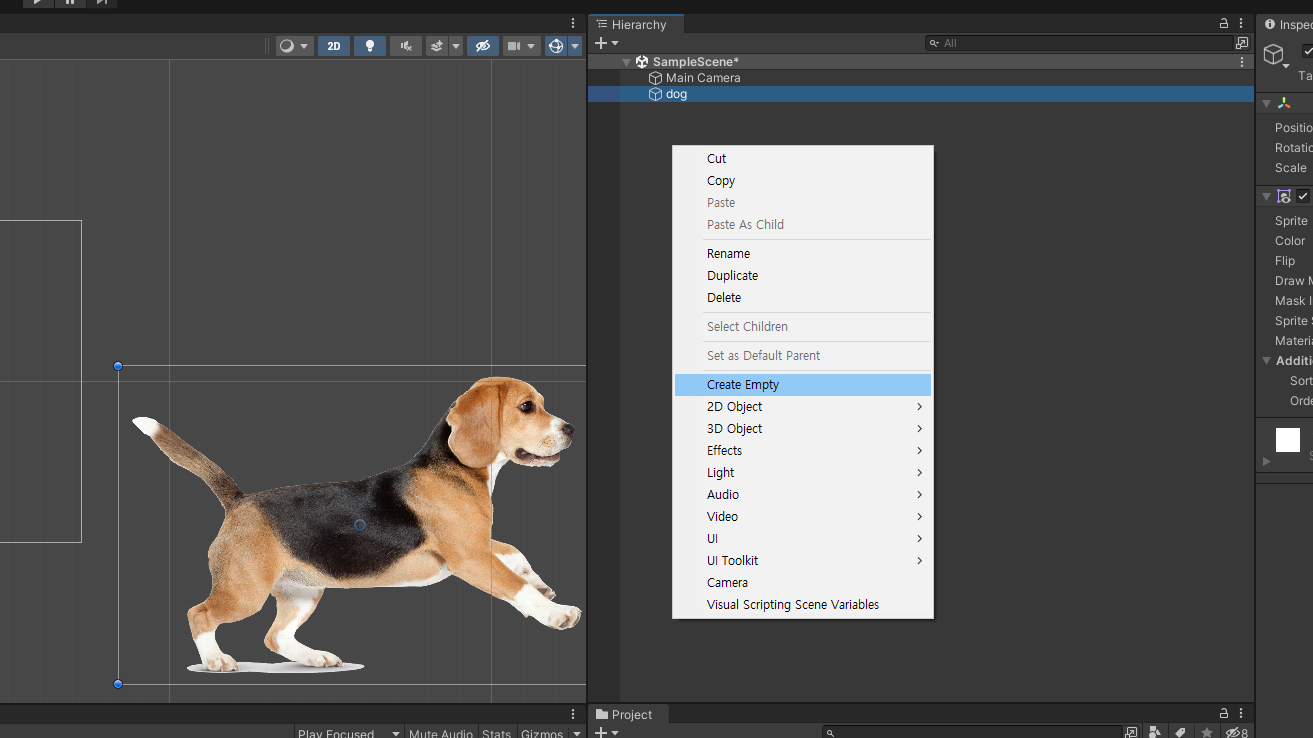 Hierarchy
Inspec
2D
All
SampleScene*
Main Camera
Ta
dog
Positio
Rotatio
Scale
Cut
Copy
Paste
Paste As Child
Rename
Duplicate
Delete
Select Children
Set as Default Parent
Create Empty
2D Object
3D Object
Effects
Light
Audio
Video
UI
UI Toolkit
Camera
Visual Scripting Scene Variables
Sprite
Color
Flip
Draw M
Mask I
Sprite S
Materia
Additi
Sort
Orde
Project
Play Focused
Mute Audio
Stats
Gizmos
8